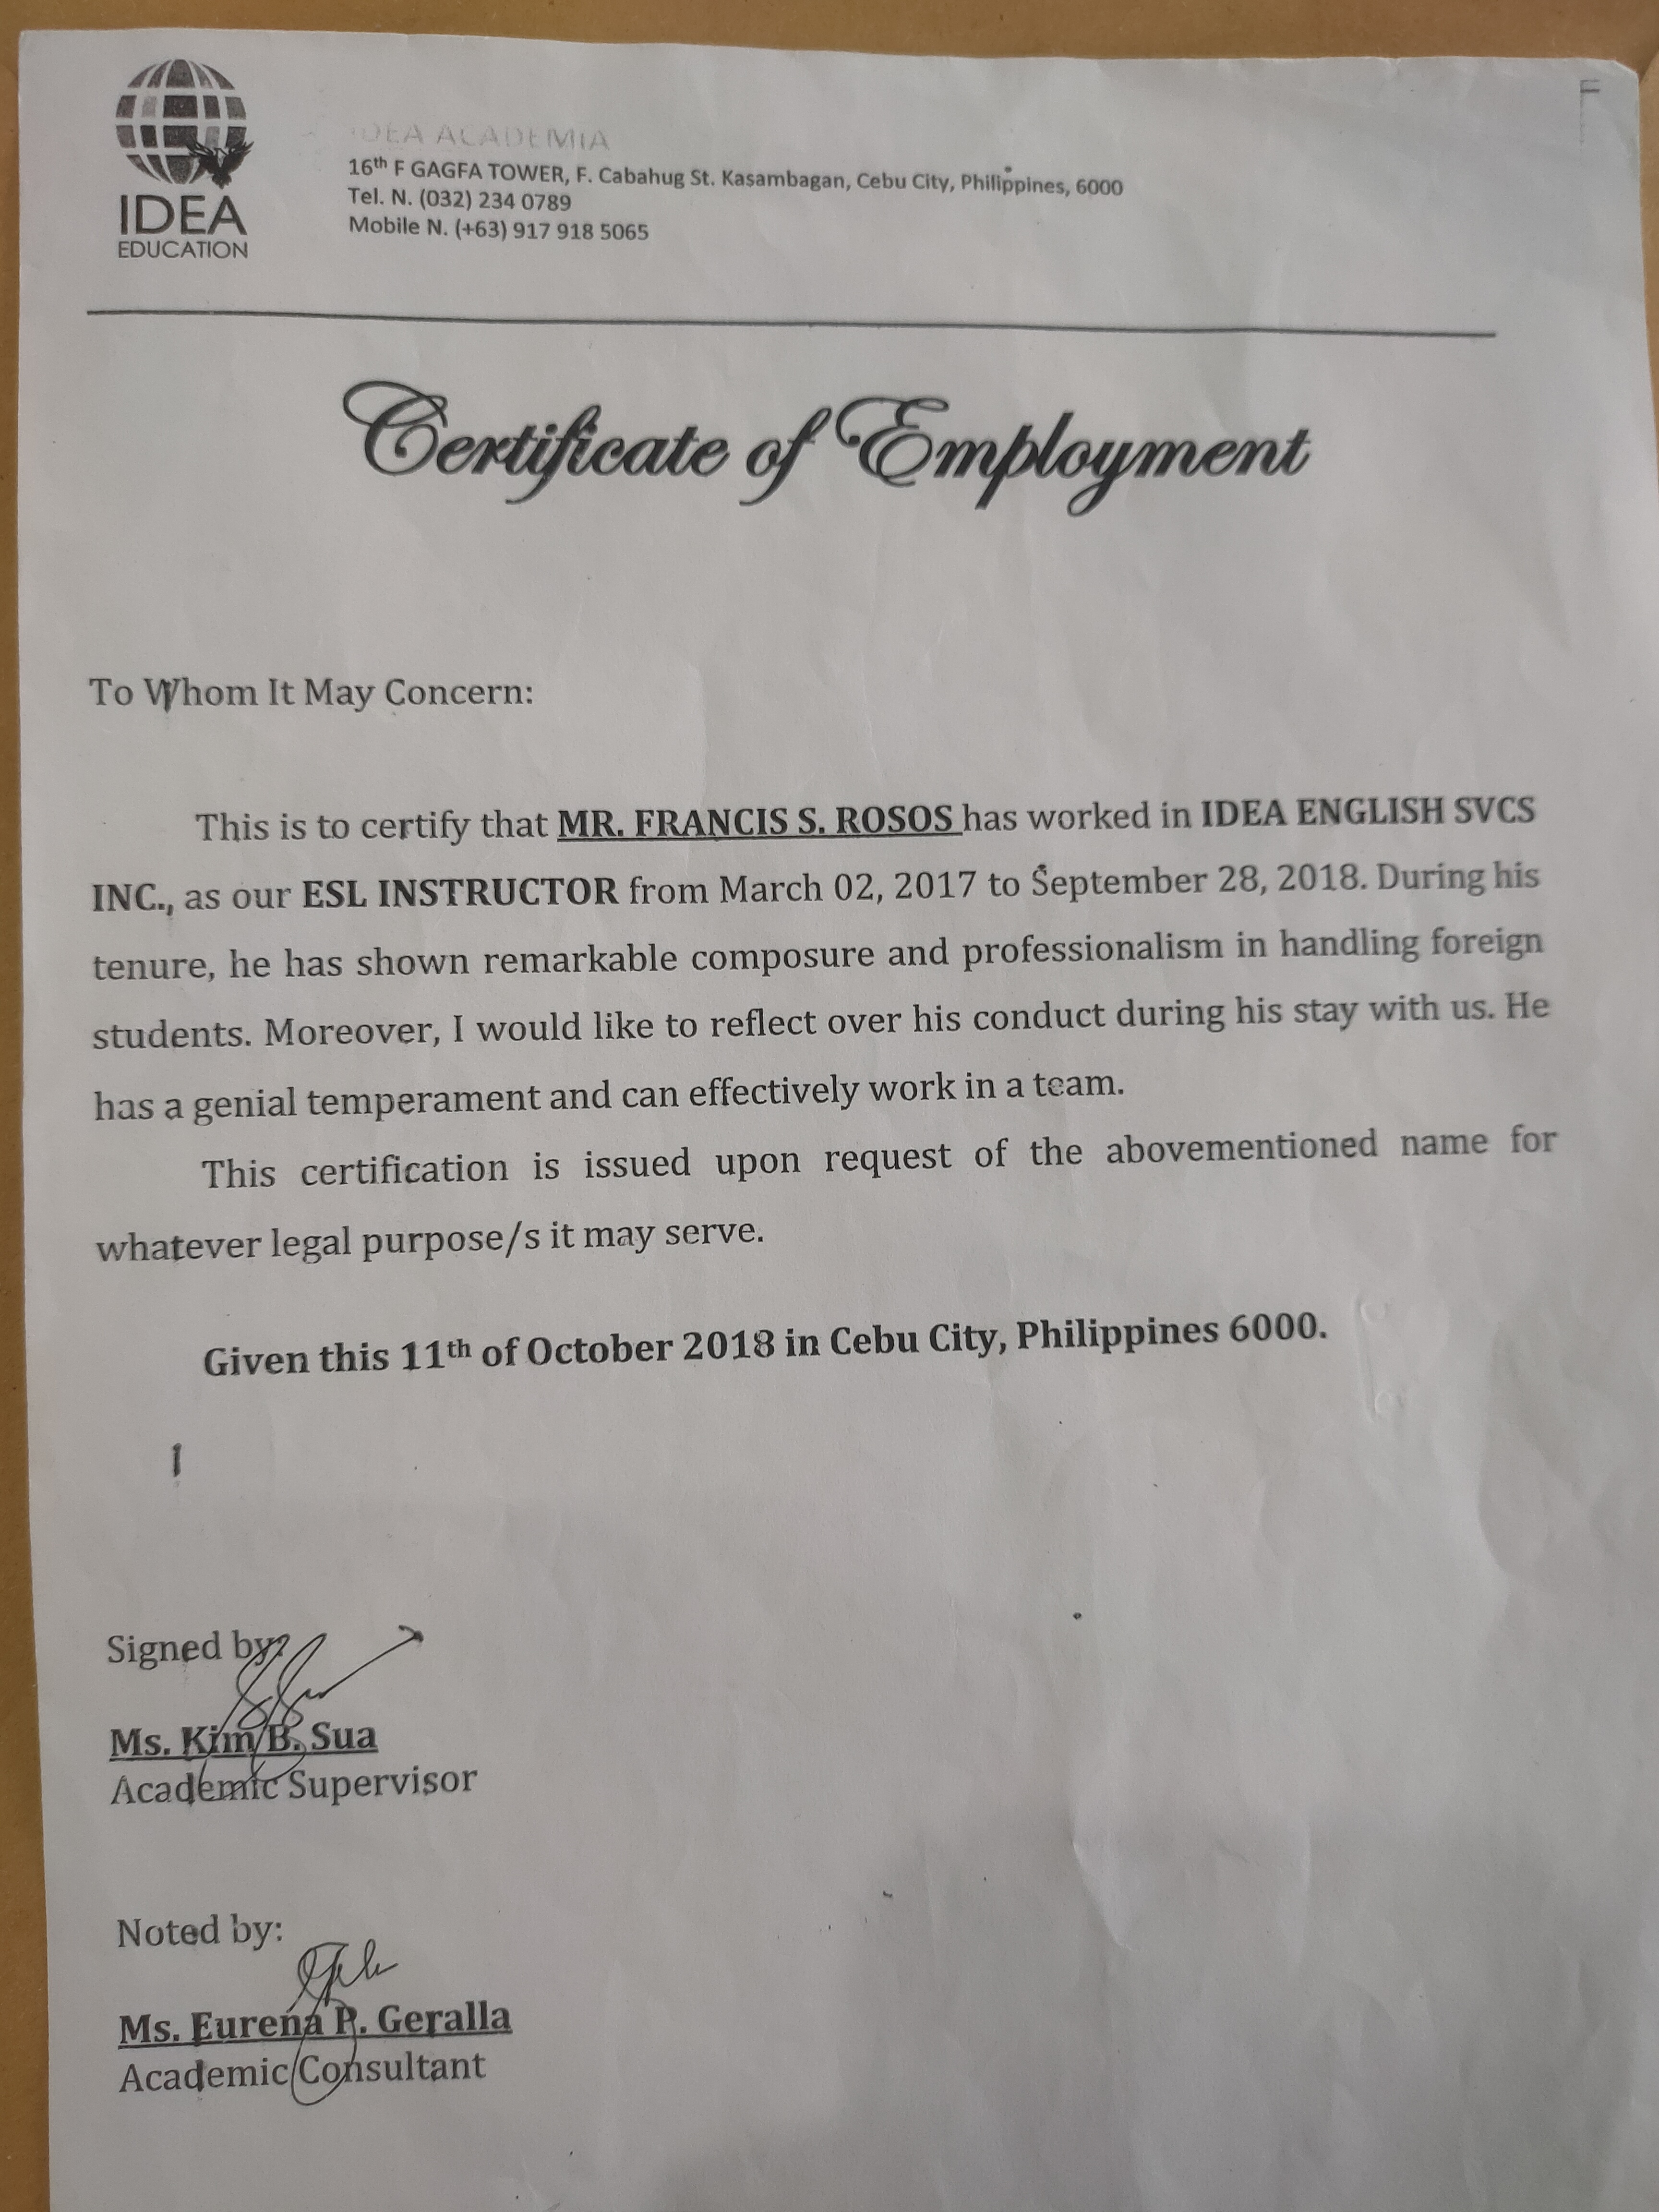 IDEA
EDUCATION
IDEA ACADEMIA
16th F GAGFA TOWER, F. Cabahug St. Kasambagan, Cebu City, Philippines, 6000
Tel. N. (032) 234 0789
Mobile N. (+63) 917 918 5065
Certificate of Employment
To Whom It May Concern:
This is to certify that MR. FRANCIS S. ROSOS has worked in IDEA ENGLISH SVCS
INC., as our ESL INSTRUCTOR from March 02, 2017 to September 28, 2018. During his
tenure, he has shown remarkable composure and professionalism in handling foreign
students. Moreover, I would like to reflect over his conduct during his stay with us. He
has a genial temperament and can effectively work in a team.
This certification is issued upon request of the abovementioned name for
whatever legal purpose/s it may serve.
Given this 11th of October 2018 in Cebu City, Philippines 6000.
Signed by:
Ms. Kim B. Sua
Academic Supervisor
Noted by:
Ms. Eurena P. Geralla
Academic Consultant